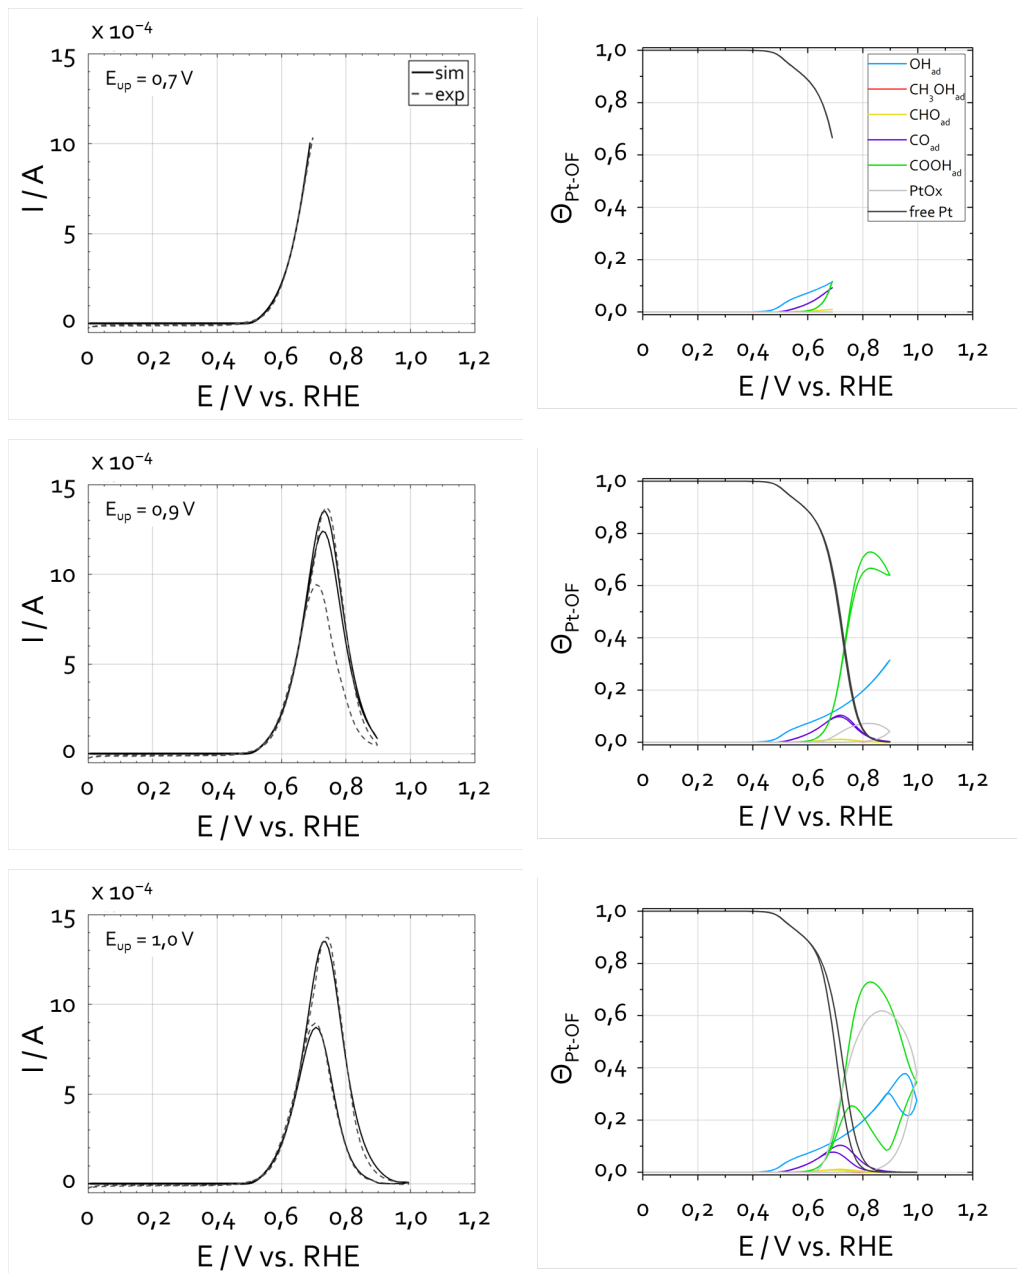 x 10⁻⁴
15
10
5
0
I / A
E_up = 0,7 V
sim
exp
0 0,2 0,4 0,6 0,8 1,0 1,2
E / V vs. RHE
1,0
0,8
0,6
0,4
0,2
0,0
Θ_Pt-OF
OH_ad
CH_3OH_ad
CHO_ad
CO_ad
COOH_ad
PtOx
free Pt
0 0,2 0,4 0,6 0,8 1,0 1,2
E / V vs. RHE
x 10⁻⁴
15
10
5
0
I / A
E_up = 0,9 V
0 0,2 0,4 0,6 0,8 1,0 1,2
E / V vs. RHE
1,0
0,8
0,6
0,4
0,2
0,0
Θ_Pt-OF
0 0,2 0,4 0,6 0,8 1,0 1,2
E / V vs. RHE
x 10⁻⁴
15
10
5
0
I / A
E_up = 1,0 V
0 0,2 0,4 0,6 0,8 1,0 1,2
E / V vs. RHE
1,0
0,8
0,6
0,4
0,2
0,0
Θ_Pt-OF
0 0,2 0,4 0,6 0,8 1,0 1,2
E / V vs. RHE